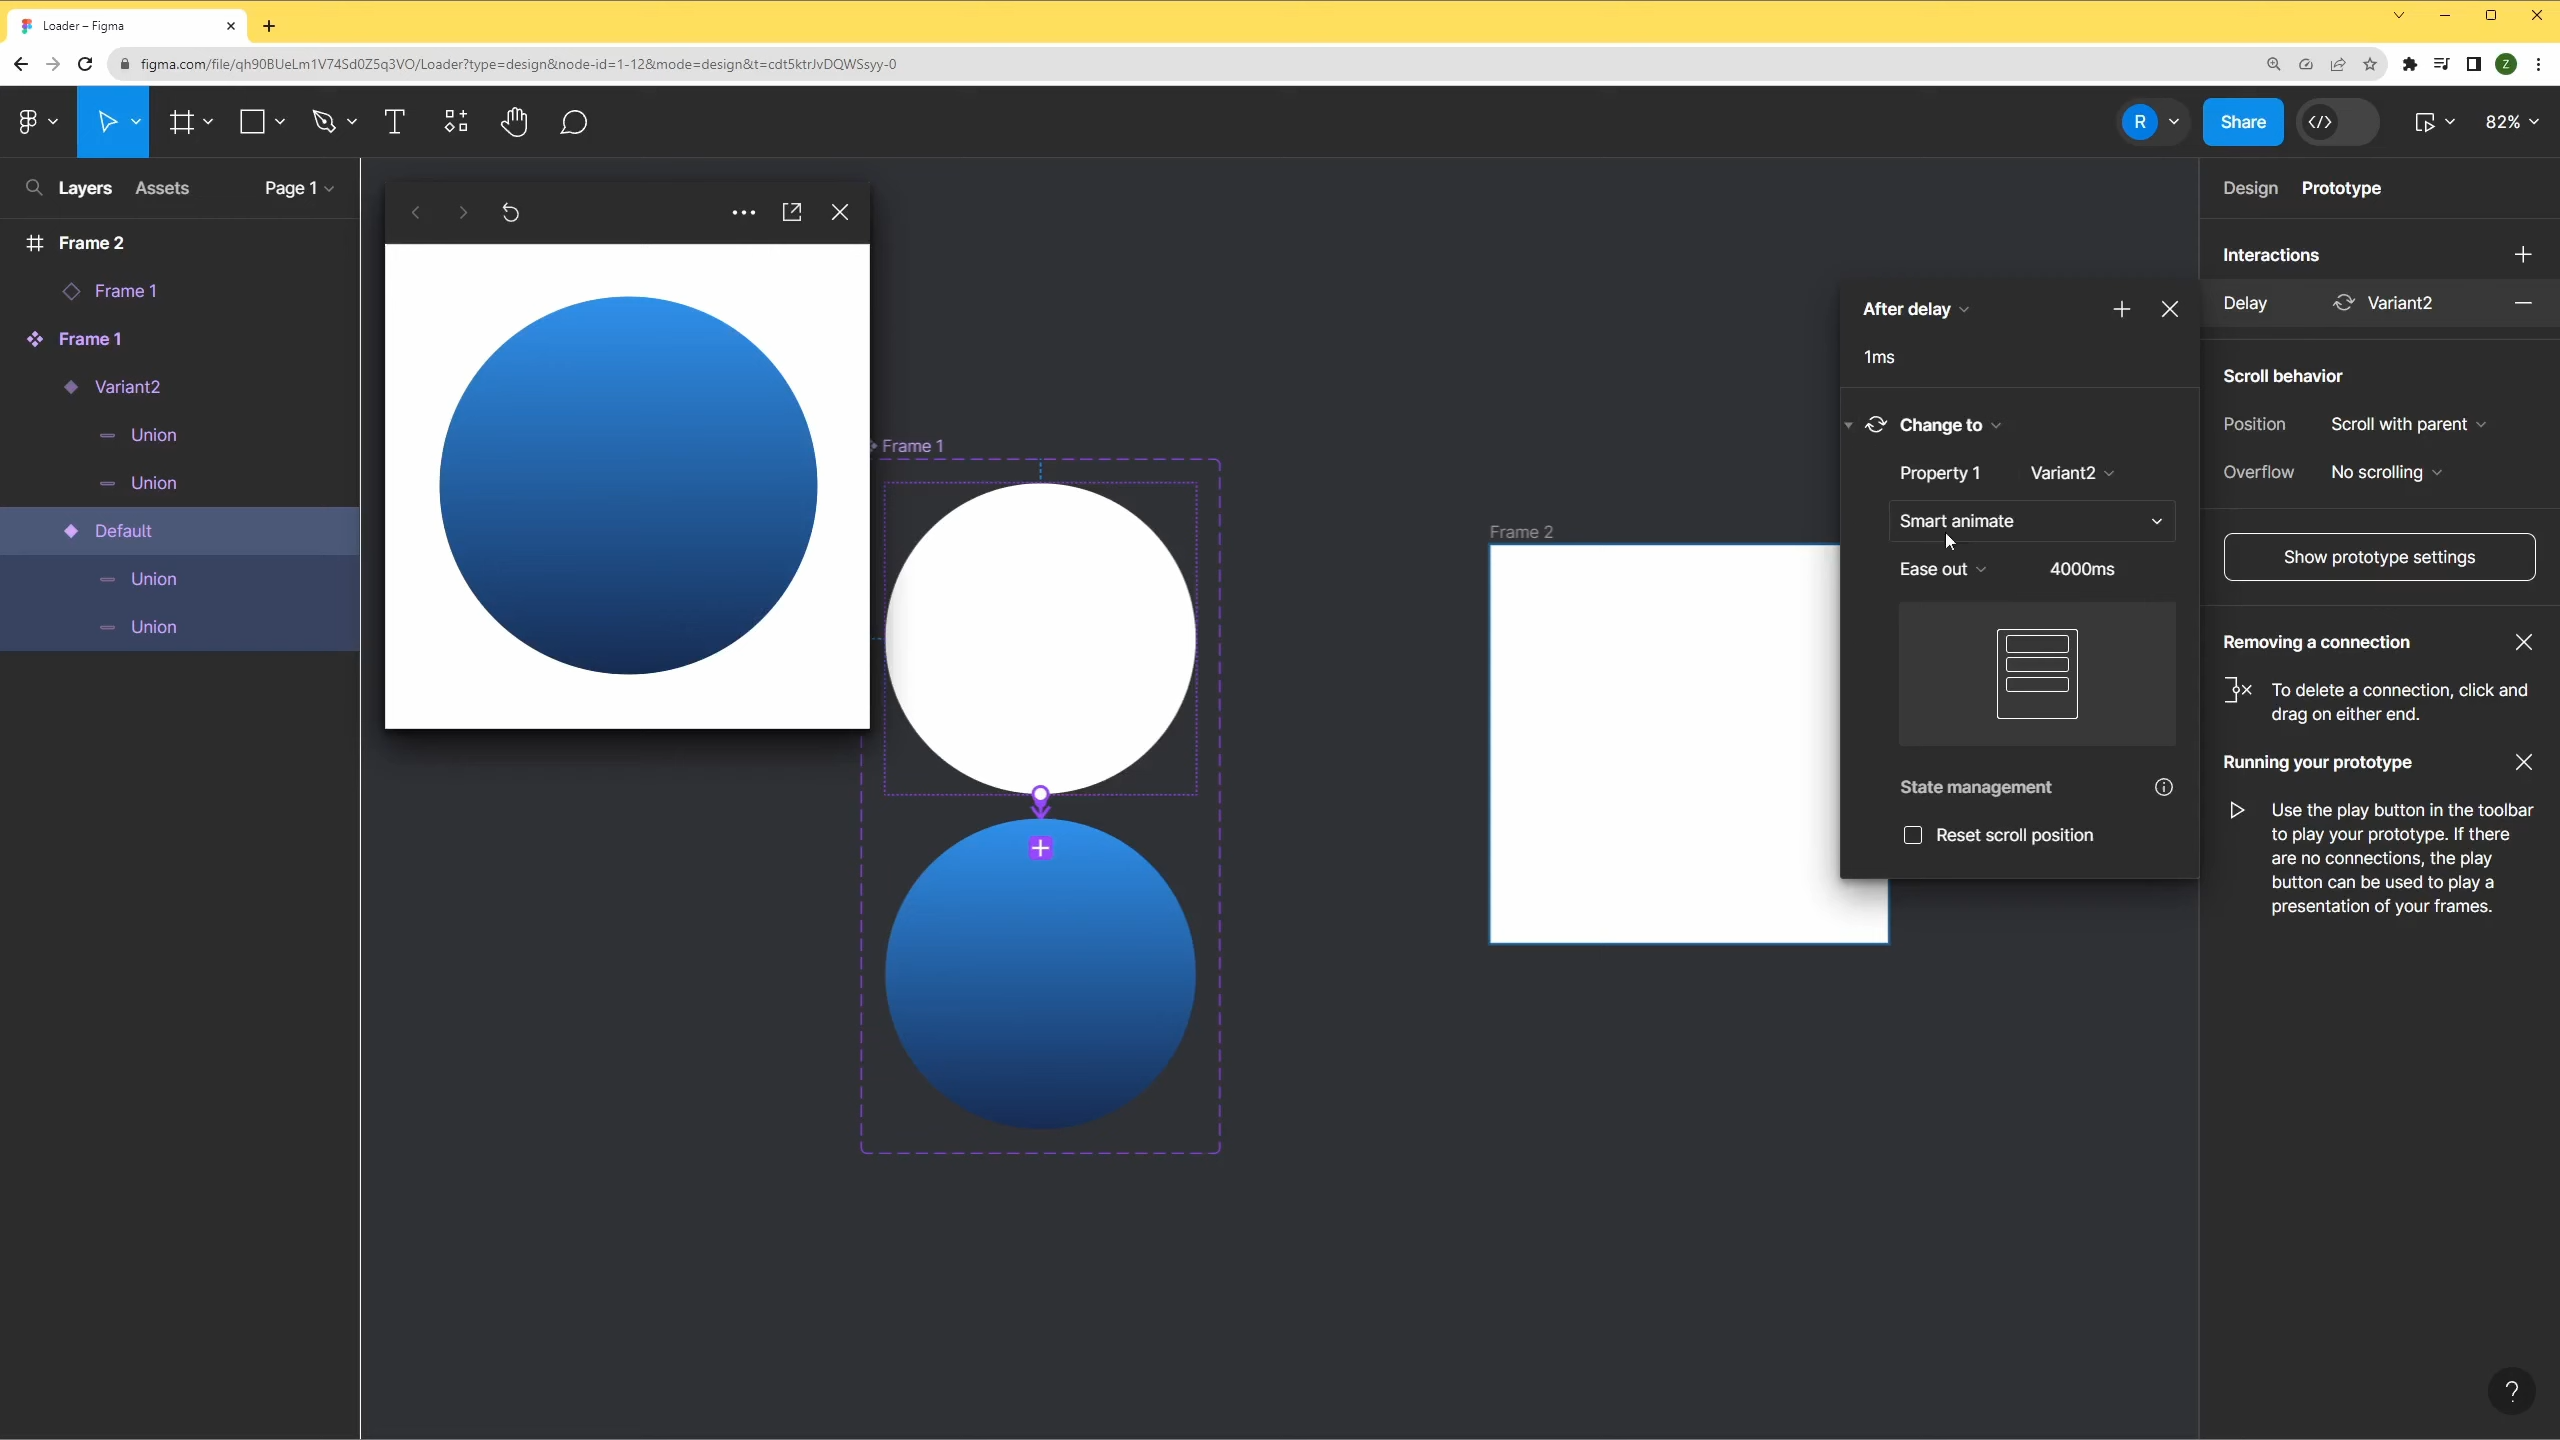 Loader – Figma
figma.com/file/qh90BUeLm1V74Sd0Z5q3VO/Loader?type=design&node-id=1-12&mode=design&t=cdt5ktrJvDQWSsyy-0
Z
R
Share
82%
Layers
Assets
Page 1
Frame 2
Frame 1
Frame 1
Variant2
Union
Union
Default
Union
Union
Frame 1
Frame 2
After delay
1ms
Change to
Property 1
Variant2
Smart animate
Ease out
4000ms
State management
Reset scroll position
Design
Prototype
Interactions
Delay
Variant2
Scroll behavior
Position
Scroll with parent
Overflow
No scrolling
Show prototype settings
Removing a connection
To delete a connection, click and
drag on either end.
Running your prototype
Use the play button in the toolbar
to play your prototype. If there
are no connections, the play
button can be used to play a
presentation of your frames.
?